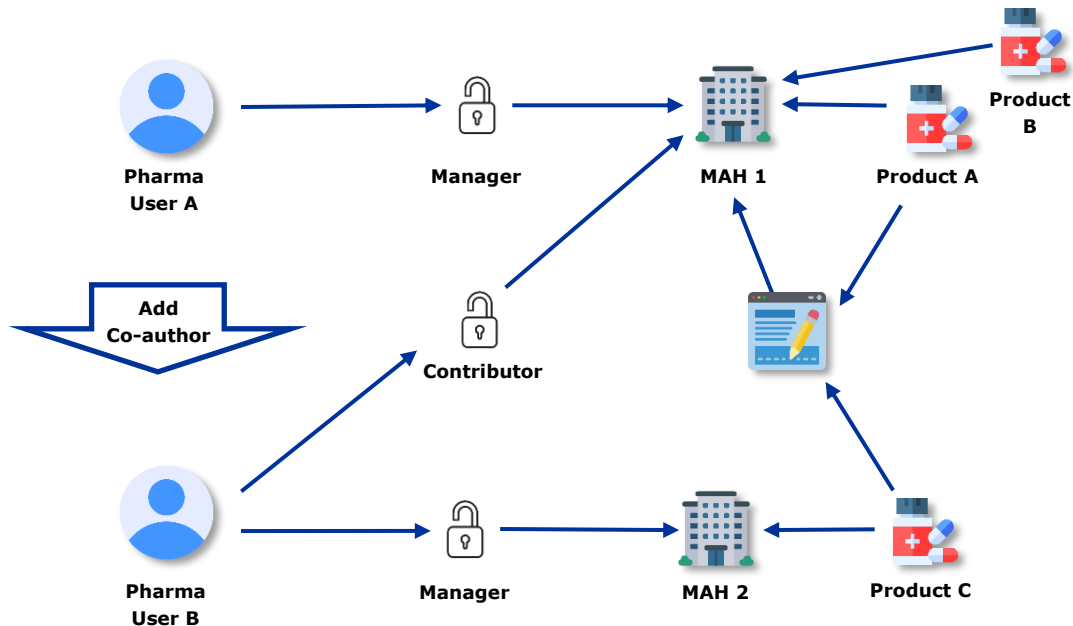 Product
B
Pharma
User A
Manager
MAH 1
Product A
Add
Co-author
Contributor
Pharma
User B
Manager
MAH 2
Product C